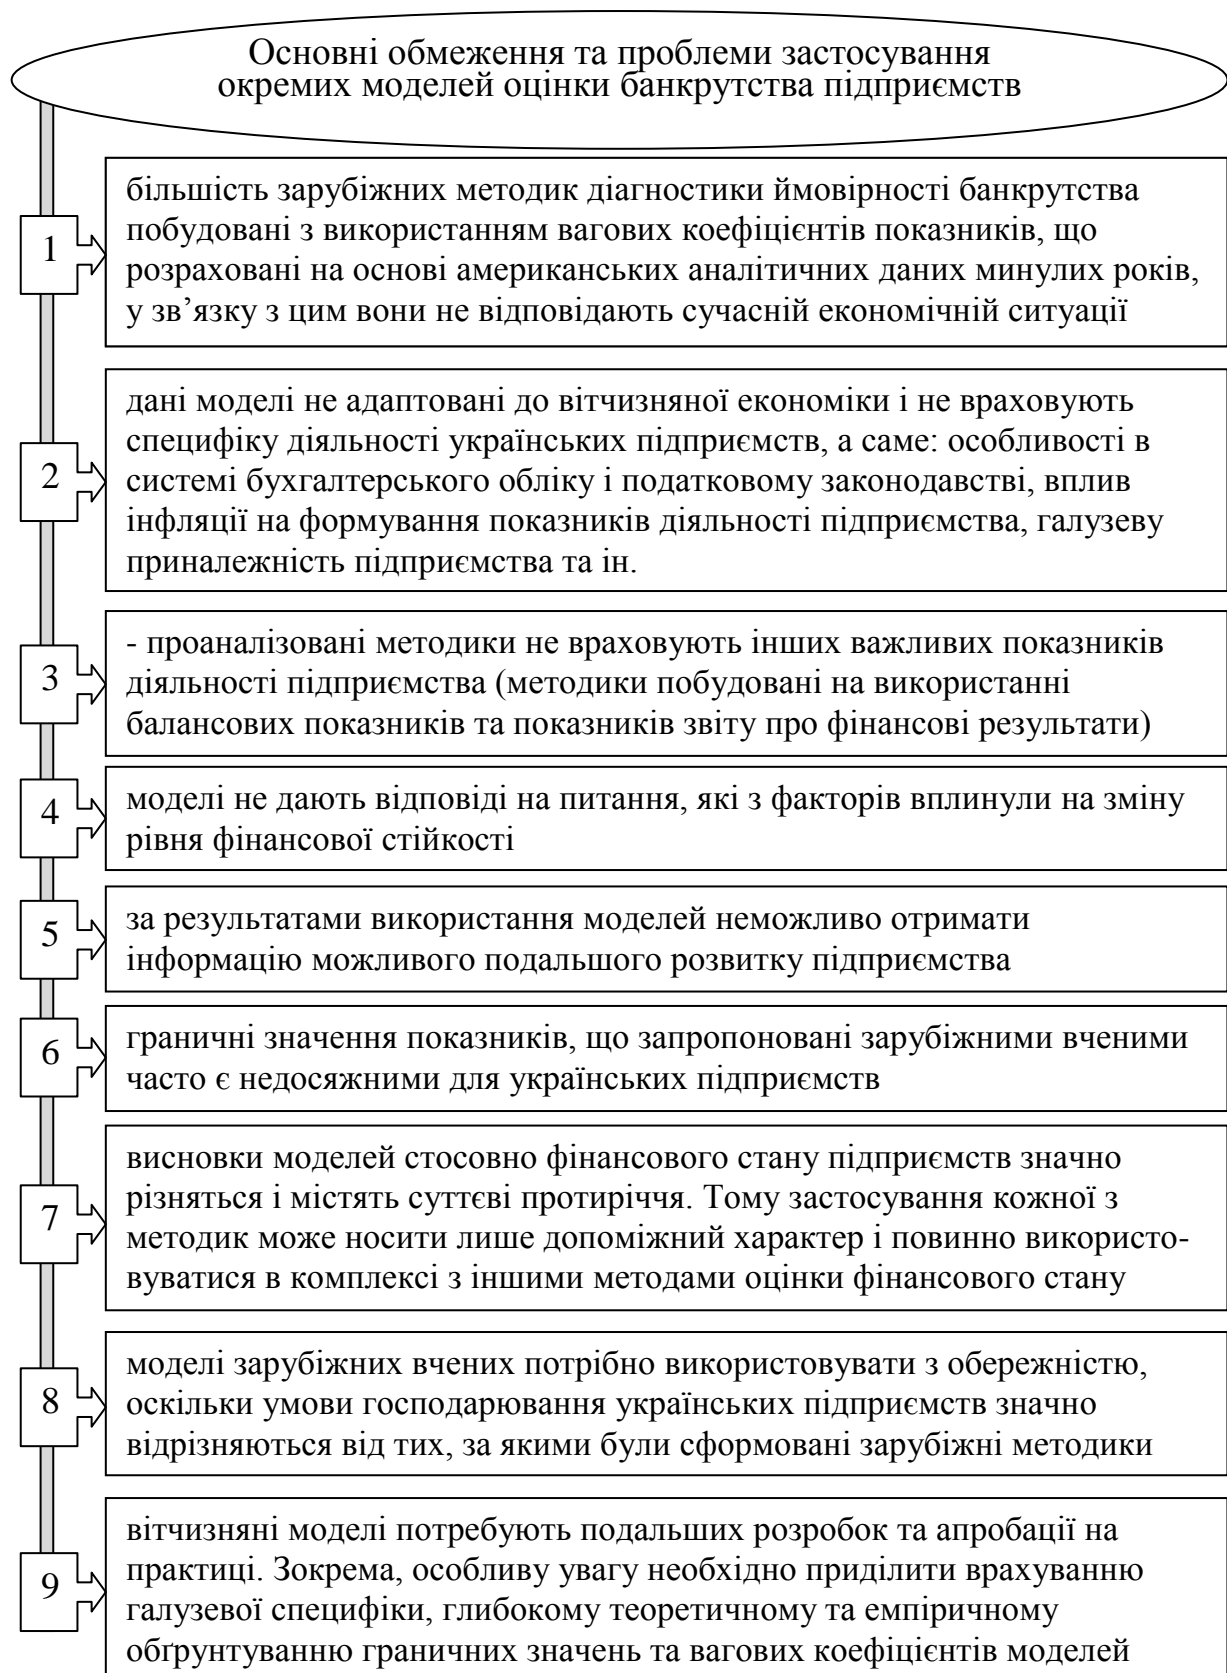 Основні обмеження та проблеми застосування
окремих моделей оцінки банкрутства підприємств
1
більшість зарубіжних методик діагностики ймовірності банкрутства
побудовані з використанням вагових коефіцієнтів показників, що
розраховані на основі американських аналітичних даних минулих років,
у зв’язку з цим вони не відповідають сучасній економічній ситуації
2
дані моделі не адаптовані до вітчизняної економіки і не враховують
специфіку діяльності українських підприємств, а саме: особливості в
системі бухгалтерського обліку і податковому законодавстві, вплив
інфляції на формування показників діяльності підприємства, галузеву
приналежність підприємства та ін.
3
- проаналізовані методики не враховують інших важливих показників
діяльності підприємства (методики побудовані на використанні
балансових показників та показників звіту про фінансові результати)
4
моделі не дають відповіді на питання, які з факторів вплинули на зміну
рівня фінансової стійкості
5
за результатами використання моделей неможливо отримати
інформацію можливого подальшого розвитку підприємства
6
граничні значення показників, що запропоновані зарубіжними вченими
часто є недосяжними для українських підприємств
7
висновки моделей стосовно фінансового стану підприємств значно
різняться і містять суттєві протиріччя. Тому застосування кожної з
методик може носити лише допоміжний характер і повинно використо-
вуватися в комплексі з іншими методами оцінки фінансового стану
8
моделі зарубіжних вчених потрібно використовувати з обережністю,
оскільки умови господарювання українських підприємств значно
відрізняються від тих, за якими були сформовані зарубіжні методики
9
вітчизняні моделі потребують подальших розробок та апробації на
практиці. Зокрема, особливу увагу необхідно приділити врахуванню
галузевої специфіки, глибокому теоретичному та емпіричному
обґрунтуванню граничних значень та вагових коефіцієнтів моделей